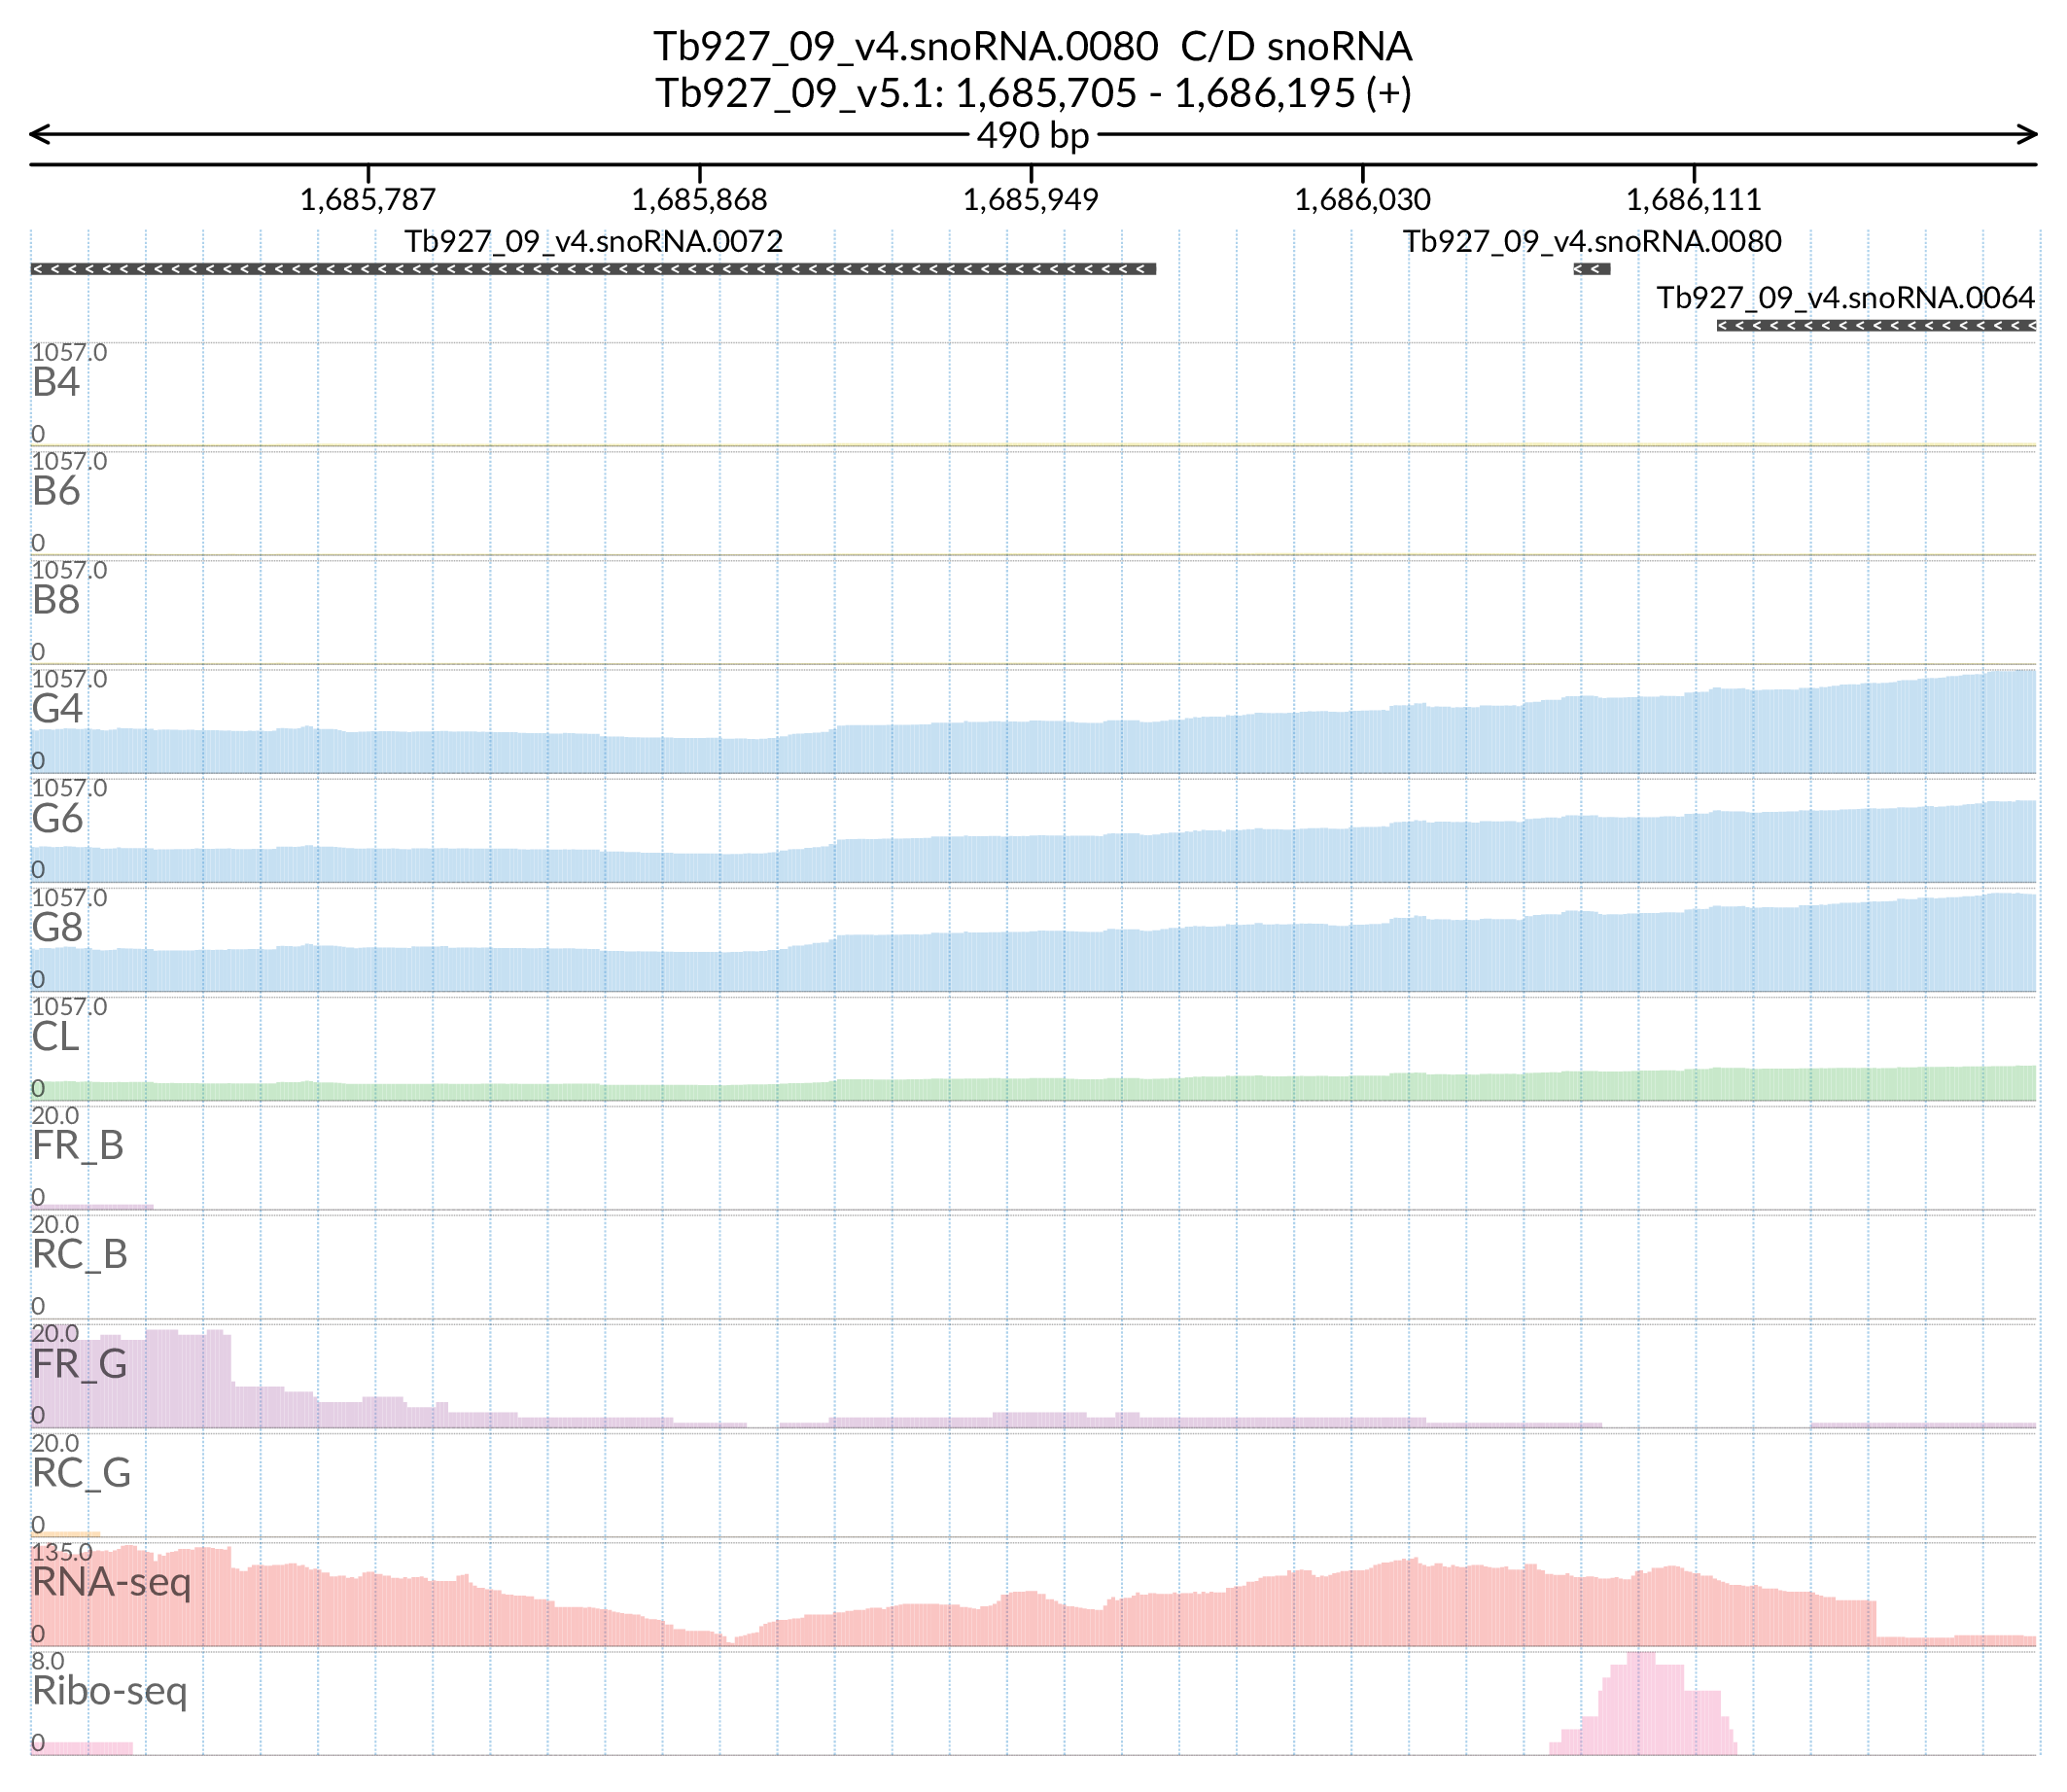 Tb927_09_v4.snoRNA.0080  C/D snoRNA
Tb927_09_v5.1: 1,685,705 - 1,686,195 (+)
490 bp
1,685,787 1,685,868 1,685,949 1,686,030 1,686,111
Tb927_09_v4.snoRNA.0072 Tb927_09_v4.snoRNA.0080
Tb927_09_v4.snoRNA.0064
1057.0
B4
0
1057.0
B6
0
1057.0
B8
0
1057.0
G4
0
1057.0
G6
0
1057.0
G8
0
1057.0
CL
0
20.0
FR_B
0
20.0
RC_B
0
20.0
FR_G
0
20.0
RC_G
0
135.0
RNA-seq
0
8.0
Ribo-seq
0